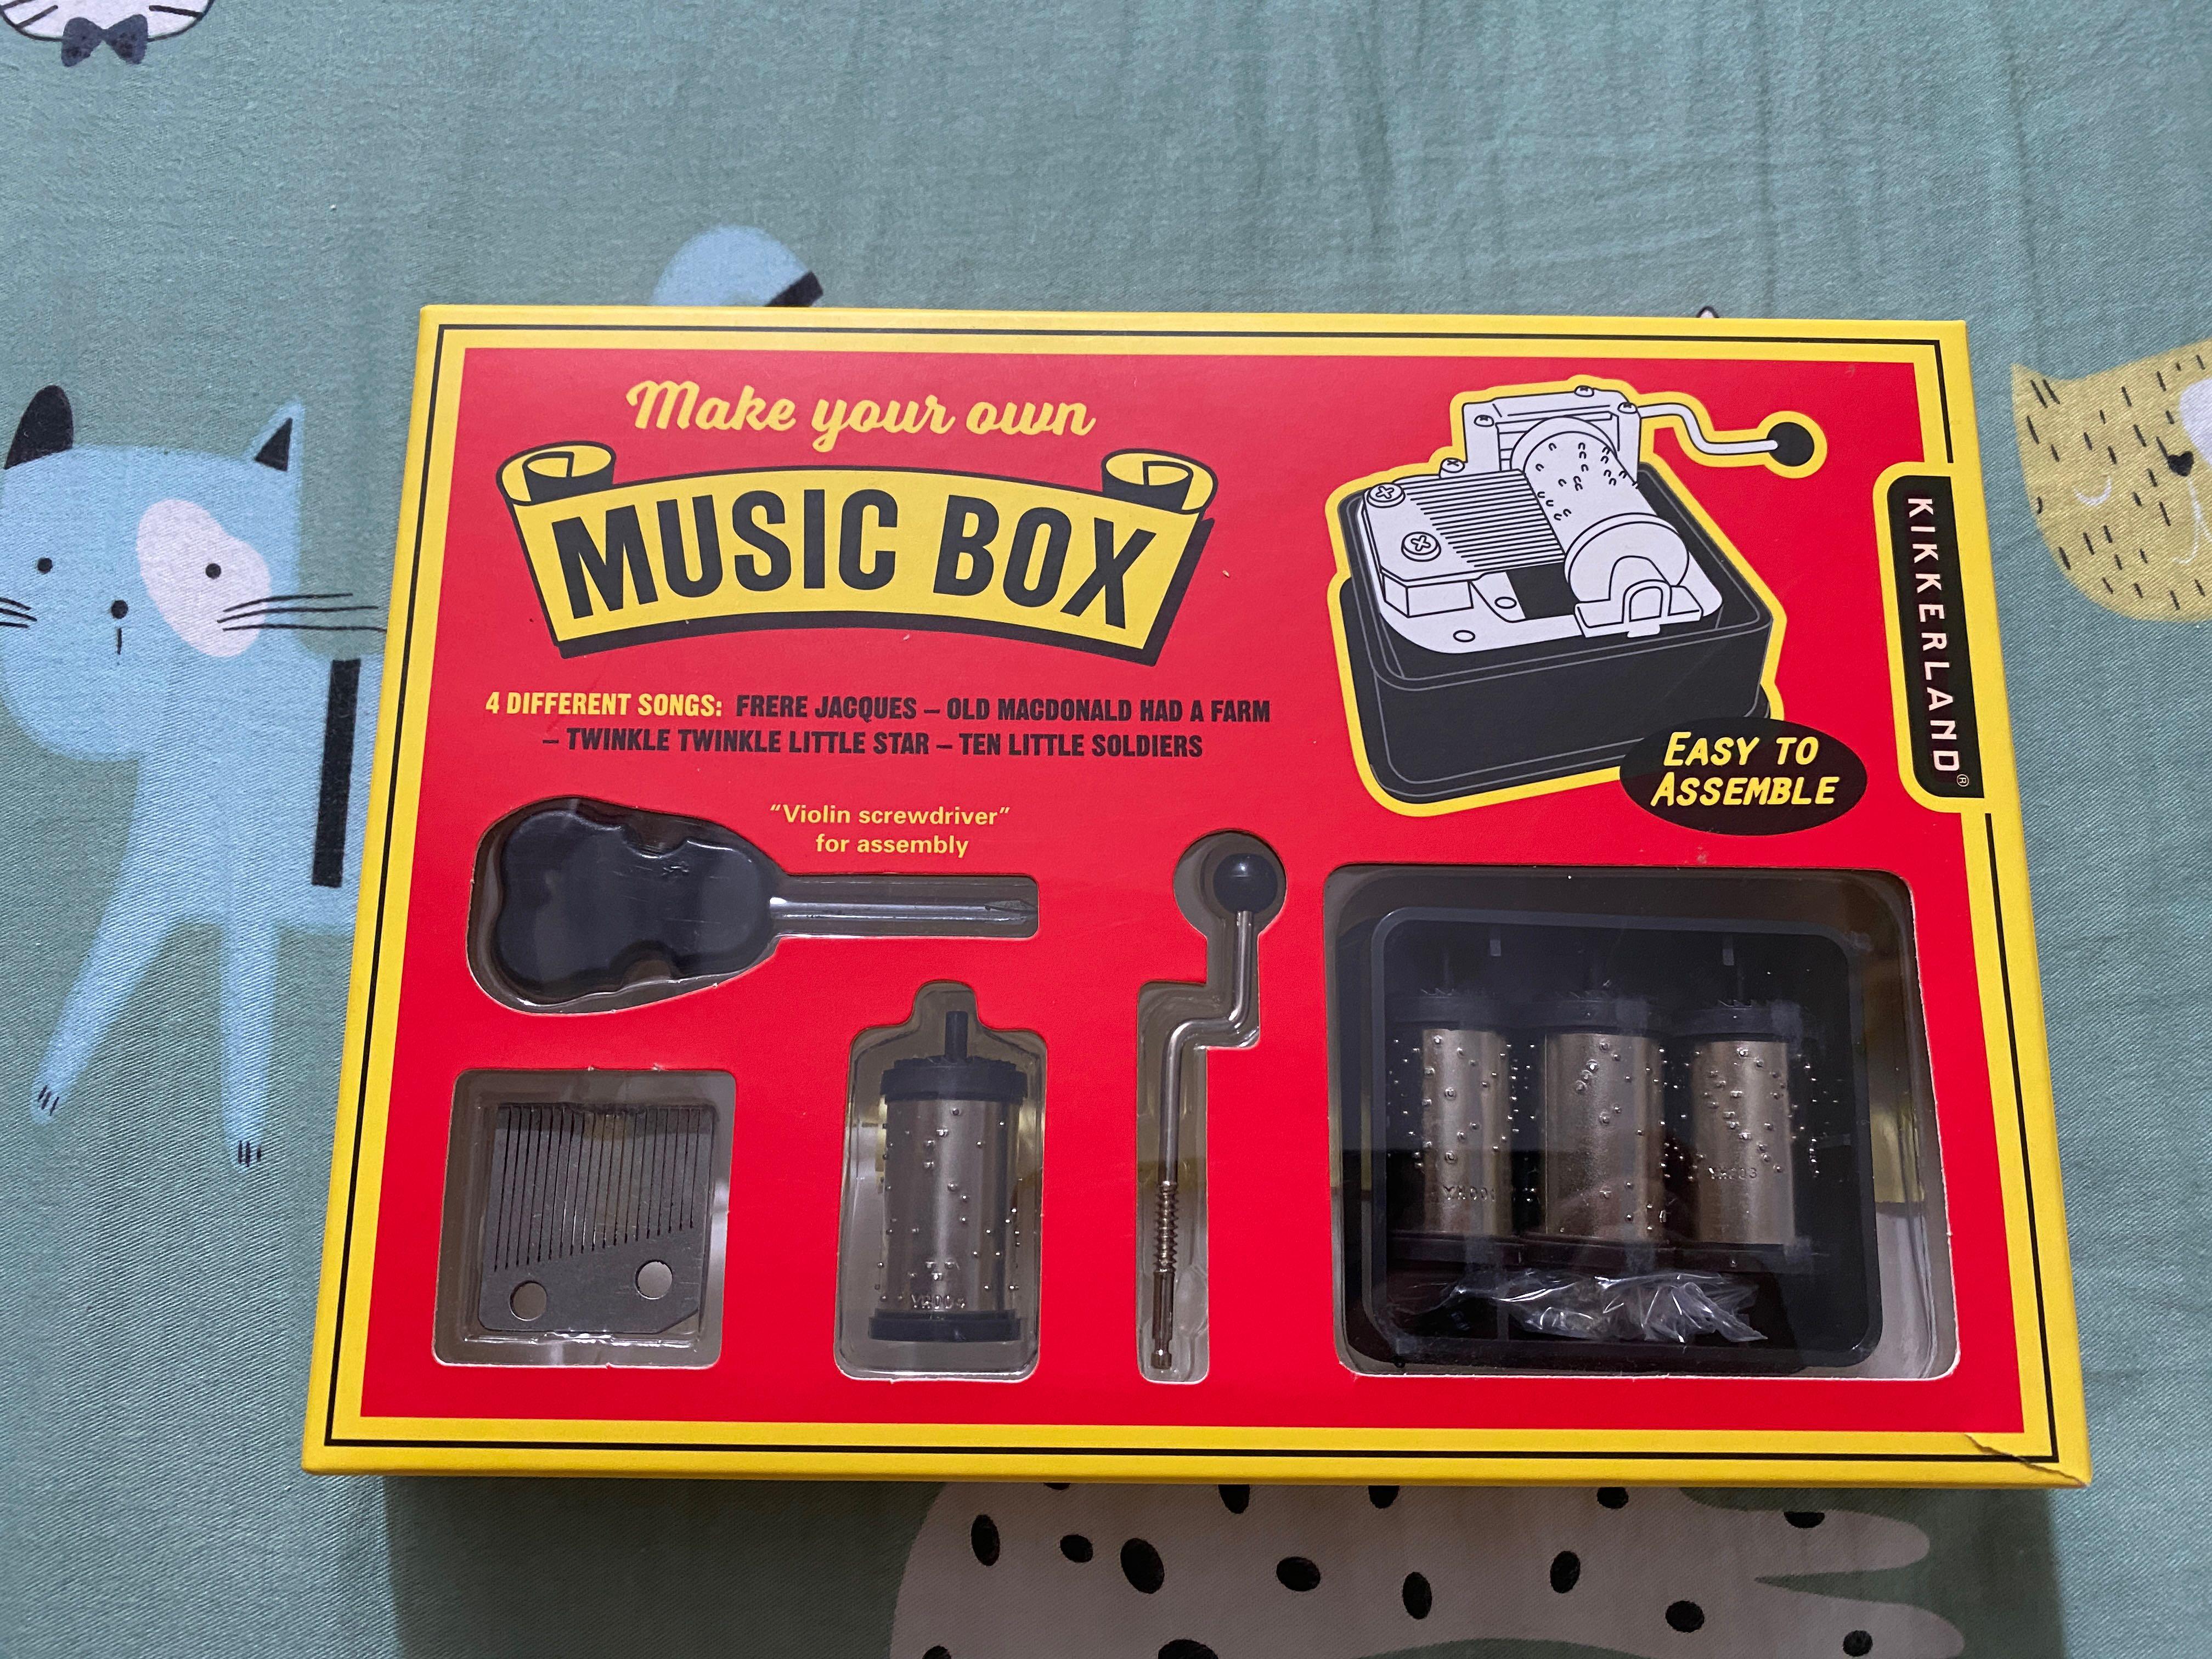 Make your own
MUSIC BOX
4 DIFFERENT SONGS: FRERE JACQUES – OLD MACDONALD HAD A FARM
– TWINKLE TWINKLE LITTLE STAR – TEN LITTLE SOLDIERS
"Violin screwdriver"
for assembly
EASY TO
ASSEMBLE
KIKKERLAND®
YH004